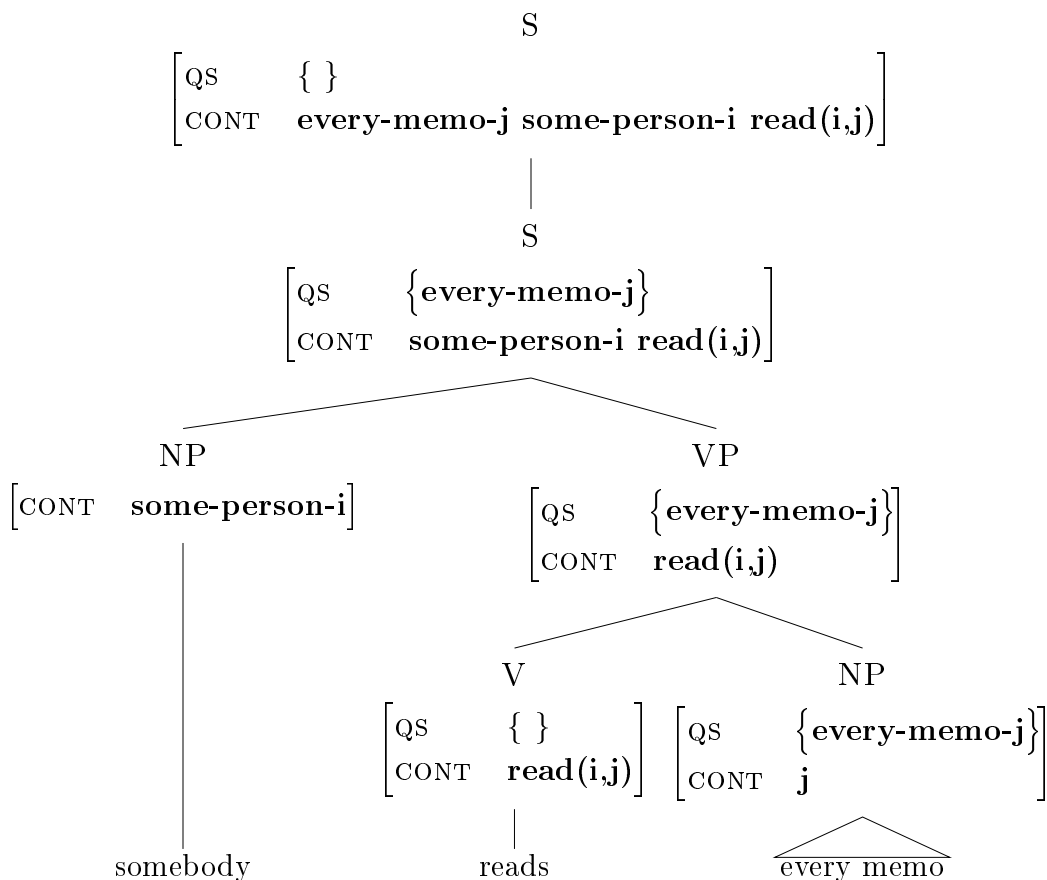 S
QS { }
CONT every-memo-j some-person-i read(i,j)
S
QS {every-memo-j}
CONT some-person-i read(i,j)
NP VP
CONT some-person-i
QS {every-memo-j}
CONT read(i,j)
V NP
QS { }
CONT read(i,j)
QS {every-memo-j}
CONT j
somebody reads every memo